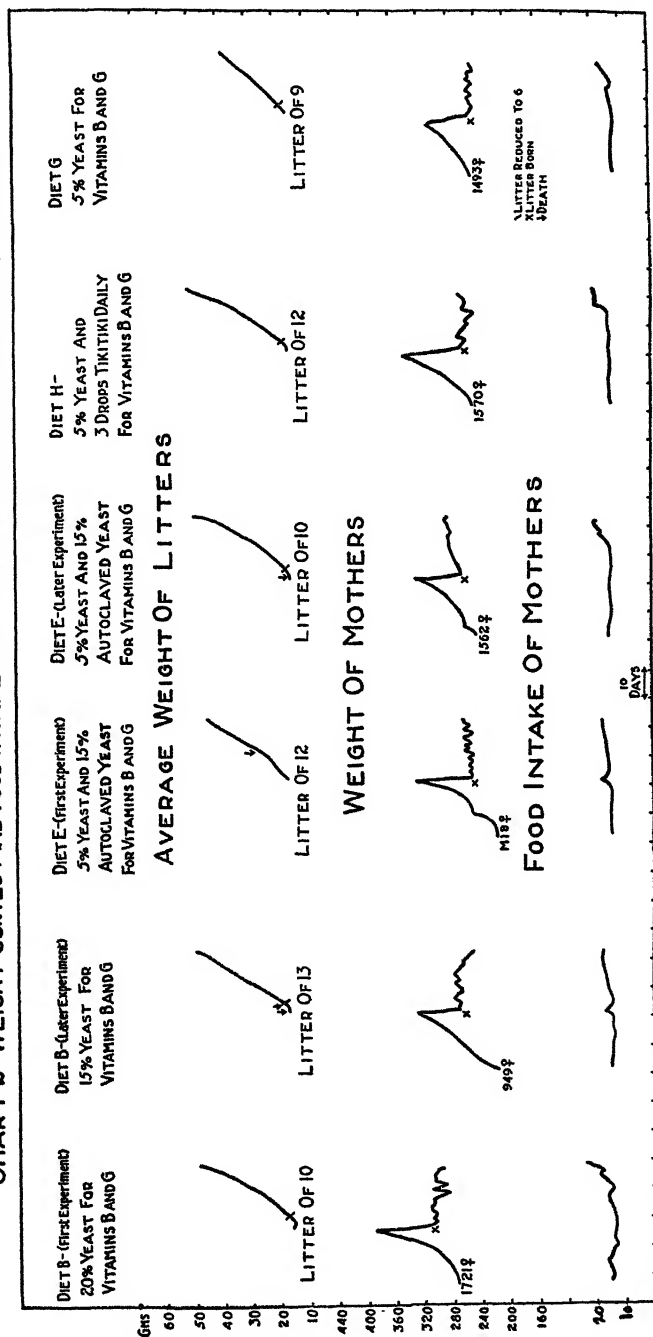 DIET B-(First Experiment)
20% YEAST FOR
VITAMINS B AND G
DIET B-(Later Experiment)
15% YEAST FOR
VITAMINS B AND G
DIET E-(First Experiment)
5% YEAST AND 15%
AUTOCLAVED YEAST
FOR VITAMINS B AND G
DIET E-(Later Experiment)
5% YEAST AND 15%
AUTOCLAVED YEAST
FOR VITAMINS B AND G
DIET H-
5% YEAST AND
3 DROPS TIKITIKI DAILY
FOR VITAMINS B AND G
DIET G
5% YEAST FOR
VITAMINS B AND G
GMS
60
50
40
30
20
10
AVERAGE WEIGHT OF LITTERS
LITTER OF 10
LITTER OF 13
LITTER OF 12
LITTER OF 10
LITTER OF 12
LITTER OF 9
440
400
360
320
280
240
200
160
WEIGHT OF MOTHERS
1721♀
949♀
M18♀
1562♀
1570♀
1493♀
\LITTER REDUCED TO 6
X LITTER BORN
↓DEATH
FOOD INTAKE OF MOTHERS
20
10
10
DAYS